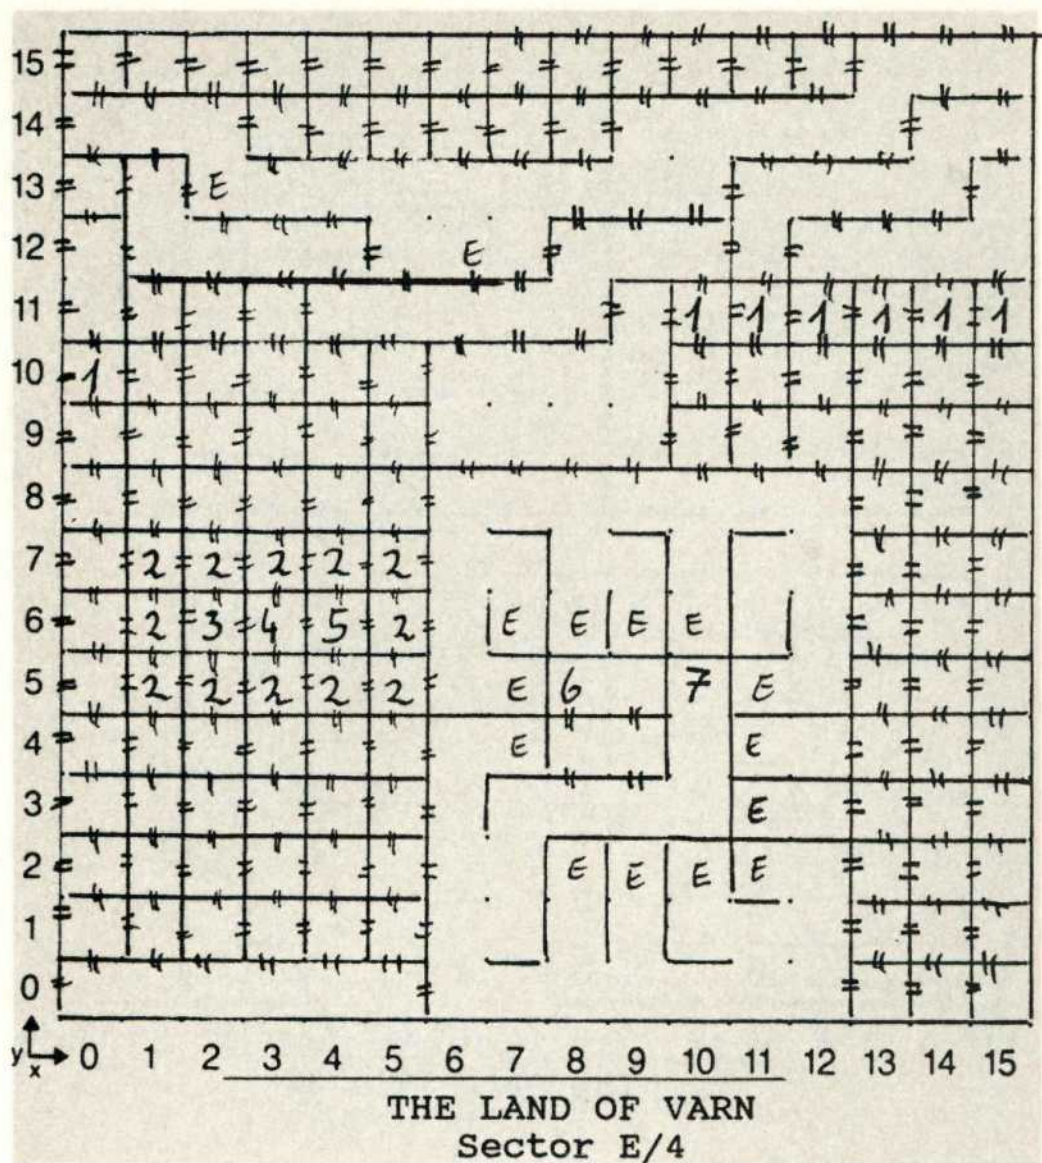 15
14
13 E
12 E
11 1 1 1 1 1 1
10 1
9
8
7 2 2 2 2 2
6 2 3 4 5 2 E E E E
5 2 2 2 2 2 E 6 7 E
4 E E
3 E
2 E E E E
1
0
y x 0 1 2 3 4 5 6 7 8 9 10 11 12 13 14 15
THE LAND OF VARN
Sector E/4